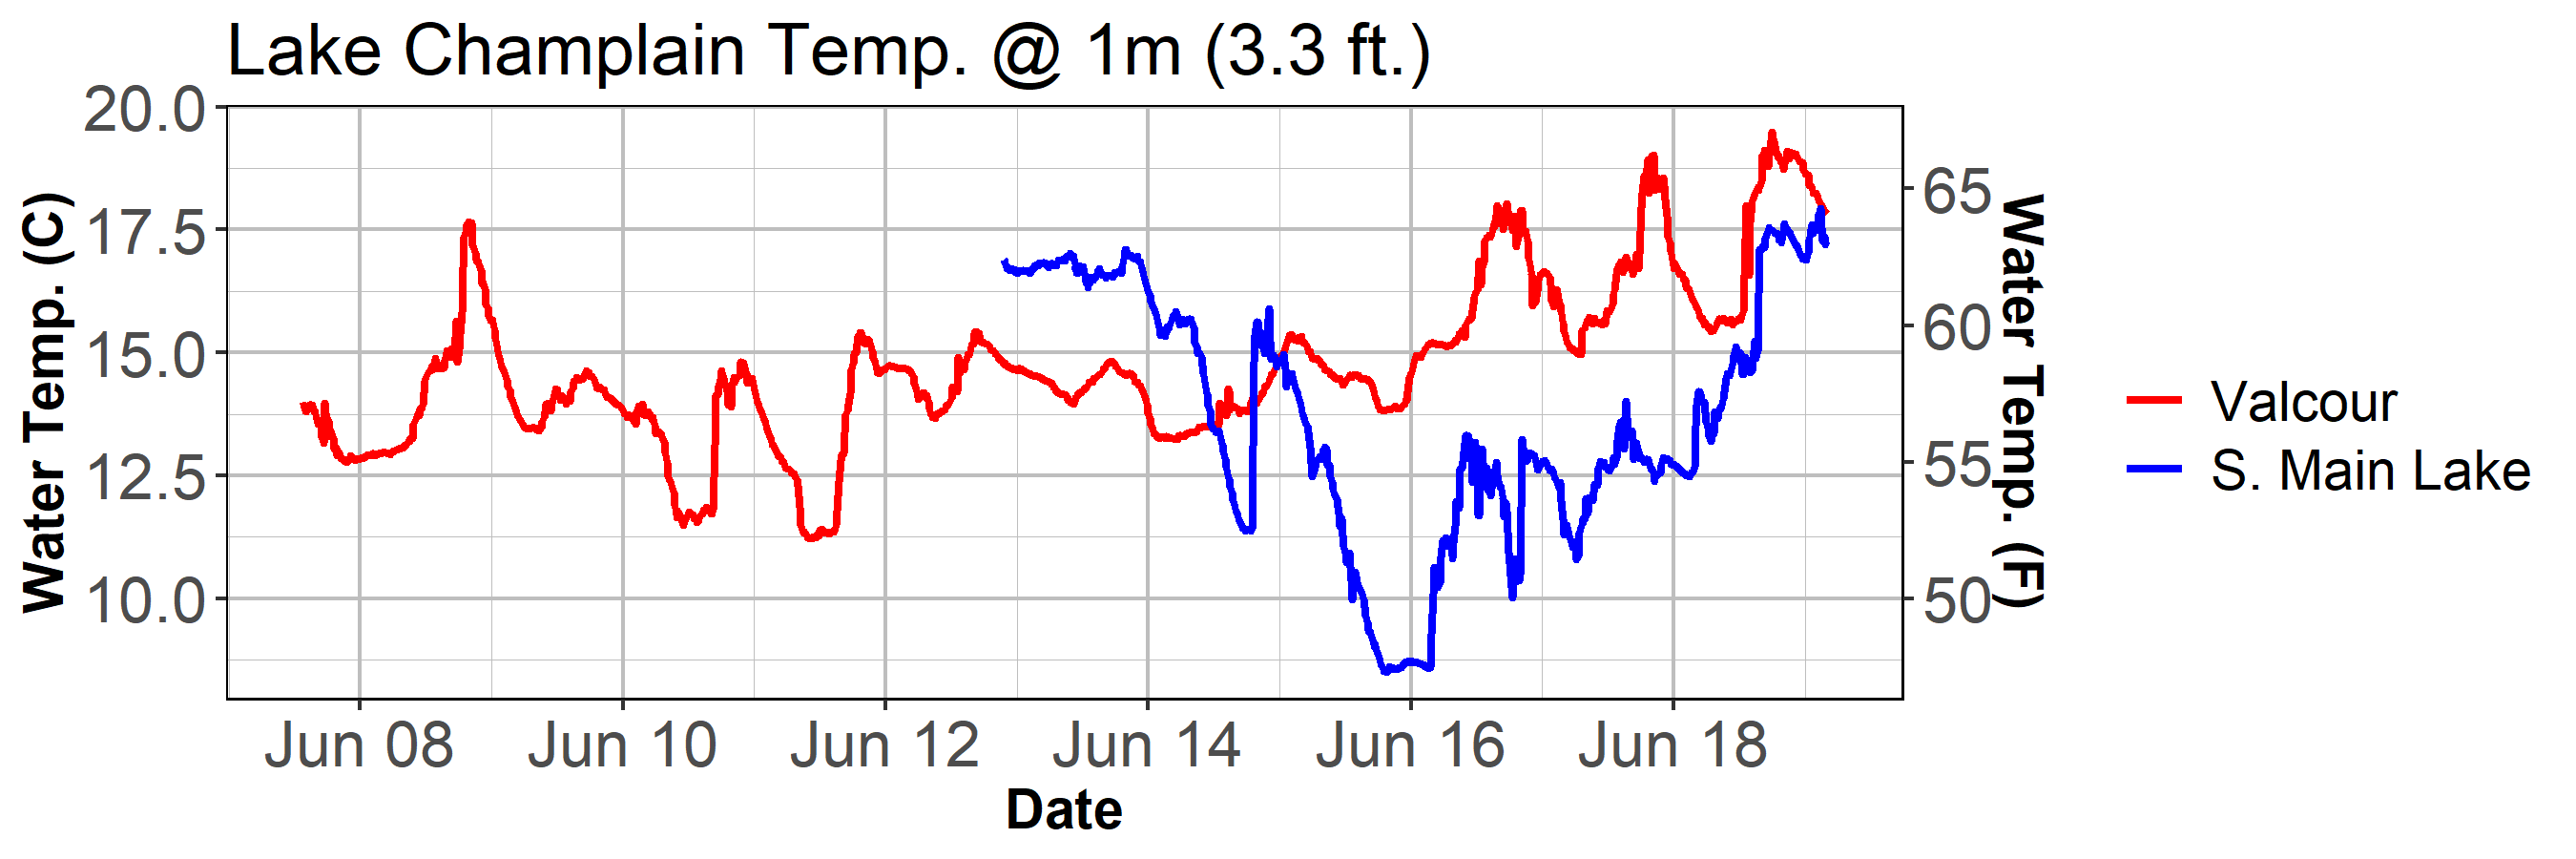 Lake Champlain Temp. @ 1m (3.3 ft.)
20.0
17.5
15.0
12.5
10.0
Water Temp. (C)
65
60
55
50
Water Temp. (F)
Jun 08 Jun 10 Jun 12 Jun 14 Jun 16 Jun 18
Date
Valcour
S. Main Lake